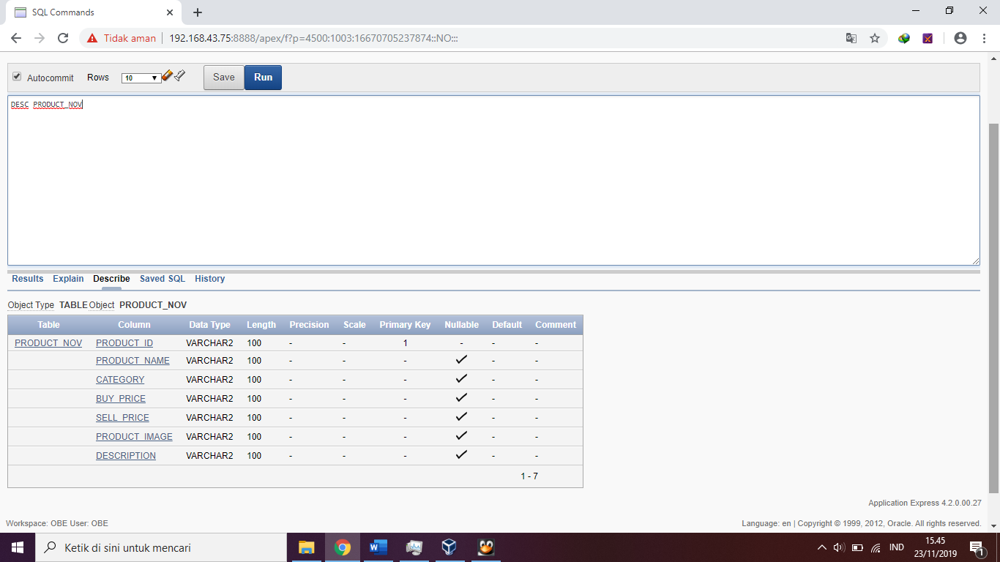 SQL Commands
Tidak aman 192.168.43.75:8888/apex/f?p=4500:1003:16670705237874::NO:::
Autocommit Rows 10 Save Run
DESC PRODUCT_NOV
Results Explain Describe Saved SQL History
Object Type TABLE Object PRODUCT_NOV
Table Column Data Type Length Precision Scale Primary Key Nullable Default Comment
PRODUCT_NOV PRODUCT_ID VARCHAR2 100 - - 1 - - -
PRODUCT_NAME VARCHAR2 100 - - - ✓ - -
CATEGORY VARCHAR2 100 - - - ✓ - -
BUY_PRICE VARCHAR2 100 - - - ✓ - -
SELL_PRICE VARCHAR2 100 - - - ✓ - -
PRODUCT_IMAGE VARCHAR2 100 - - - ✓ - -
DESCRIPTION VARCHAR2 100 - - - ✓ - -
1 - 7
Application Express 4.2.0.00.27
Workspace: OBE User: OBE Language: en | Copyright © 1999, 2012, Oracle. All rights reserved.
Ketik di sini untuk mencari
IND
15.45
23/11/2019
1